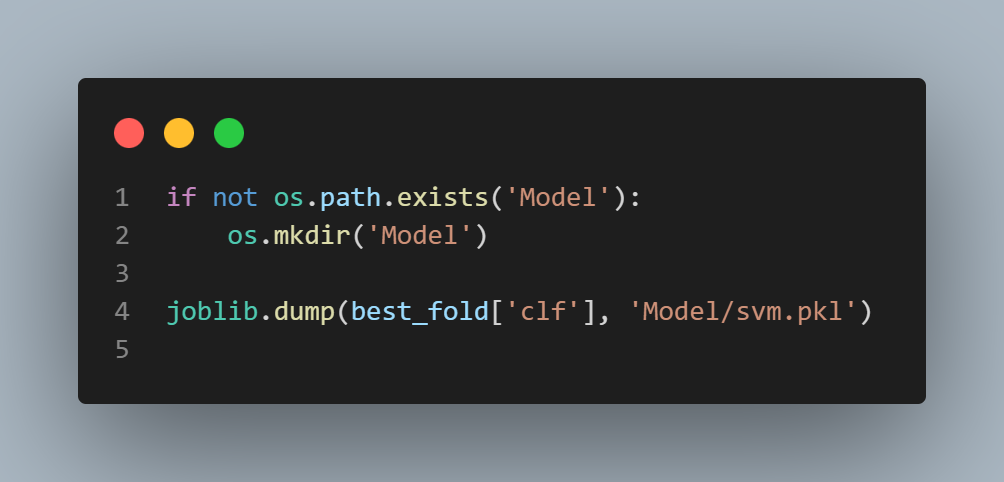 1 if not os.path.exists('Model'):
2     os.mkdir('Model')
3
4 joblib.dump(best_fold['clf'], 'Model/svm.pkl')
5